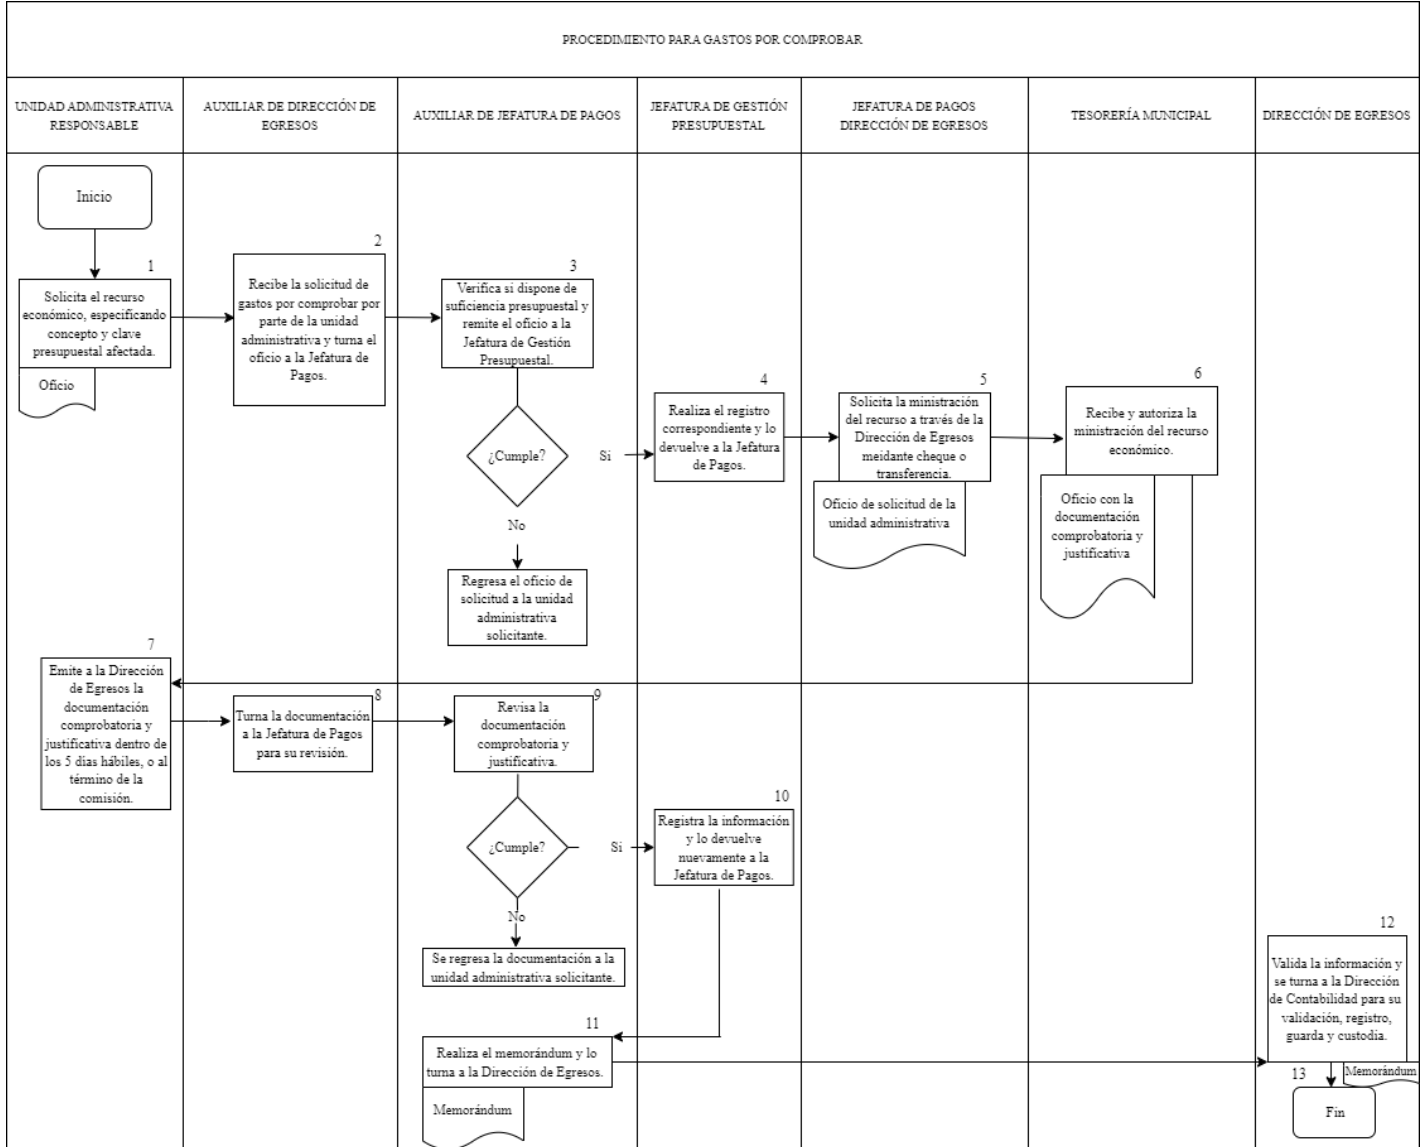 PROCEDIMIENTO PARA GASTOS POR COMPROBAR
UNIDAD ADMINISTRATIVA
RESPONSABLE
AUXILIAR DE DIRECCIÓN DE
EGRESOS
AUXILIAR DE JEFATURA DE PAGOS
JEFATURA DE GESTIÓN
PRESUPUESTAL
JEFATURA DE PAGOS
DIRECCIÓN DE EGRESOS
TESORERÍA MUNICIPAL
DIRECCIÓN DE EGRESOS
Inicio
1
Solicita el recurso
económico, especificando
concepto y clave
presupuestal afectada.
Oficio
2
Recibe la solicitud de
gastos por comprobar por
parte de la unidad
administrativa y turna el
oficio a la Jefatura de
Pagos.
3
Verifica si dispone de
suficiencia presupuestal y
remite el oficio a la
Jefatura de Gestión
Presupuestal.
¿Cumple?
Si
No
Regresa el oficio de
solicitud a la unidad
administrativa
solicitante.
4
Realiza el registro
correspondiente y lo
devuelve a la Jefatura
de Pagos.
5
Solicita la ministración
del recurso a través de la
Dirección de Egresos
meidante cheque o
transferencia.
Oficio de solicitud de la
unidad administrativa
6
Recibe y autoriza la
ministración del recurso
económico.
Oficio con la
documentación
comprobatoria y
justificativa
7
Emite a la Dirección
de Egresos la
documentación
comprobatoria y
justificativa dentro de
los 5 días hábiles, o al
término de la
comisión.
8
Turna la documentación
a la Jefatura de Pagos
para su revisión.
9
Revisa la
documentación
comprobatoria y
justificativa.
¿Cumple?
Si
No
Se regresa la documentación a la
unidad administrativa solicitante.
10
Registra la información
y lo devuelve
nuevamente a la
Jefatura de Pagos.
11
Realiza el memorándum y lo
turna a la Dirección de Egresos.
Memorándum
12
Valida la información y
se turna a la Dirección
de Contabilidad para su
validación, registro,
guarda y custodia.
Memorándum
13
Fin